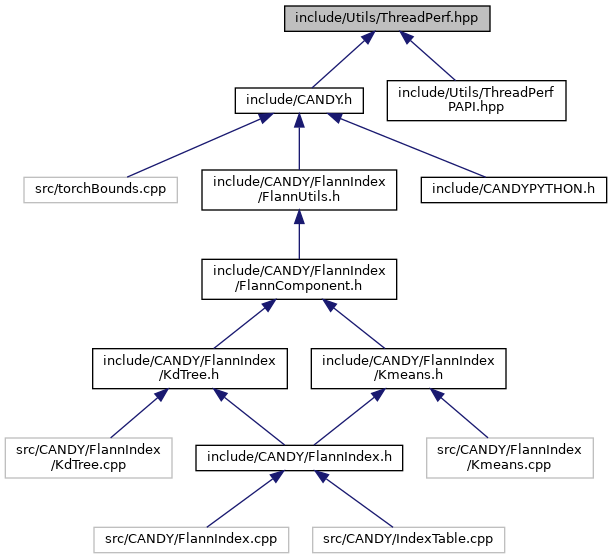 include/Utils/ThreadPerf.hpp
include/CANDY.h
include/Utils/ThreadPerf
PAPI.hpp
src/torchBounds.cpp
include/CANDY/FlannIndex
/FlannUtils.h
include/CANDYPYTHON.h
include/CANDY/FlannIndex
/FlannComponent.h
include/CANDY/FlannIndex
/KdTree.h
include/CANDY/FlannIndex
/Kmeans.h
src/CANDY/FlannIndex
/KdTree.cpp
include/CANDY/FlannIndex.h
src/CANDY/FlannIndex
/Kmeans.cpp
src/CANDY/FlannIndex.cpp
src/CANDY/IndexTable.cpp